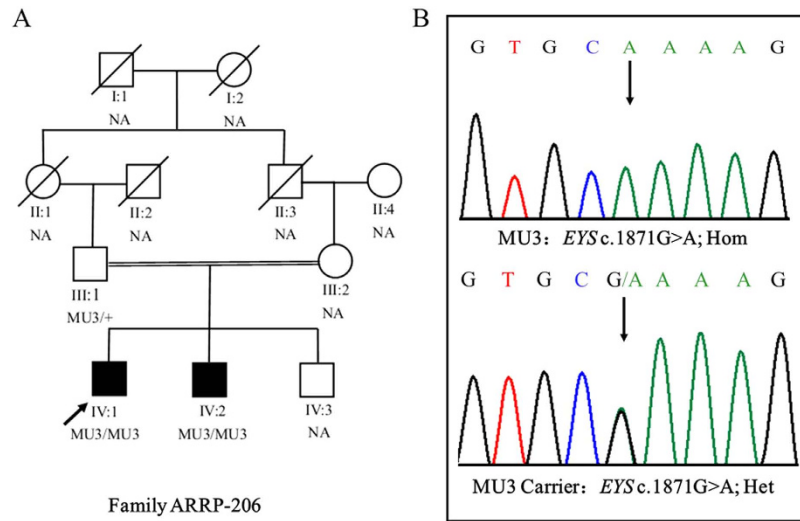 A
I:1
I:2
NA
NA
II:1
II:2
II:3
II:4
NA
NA
NA
NA
III:1
III:2
MU3/+
NA
IV:1
IV:2
IV:3
MU3/MU3
MU3/MU3
NA
Family ARRP-206
B
G T G C A A A A G
MU3: EYS c.1871G>A; Hom
G T G C G/A A A A G
MU3 Carrier: EYS c.1871G>A; Het